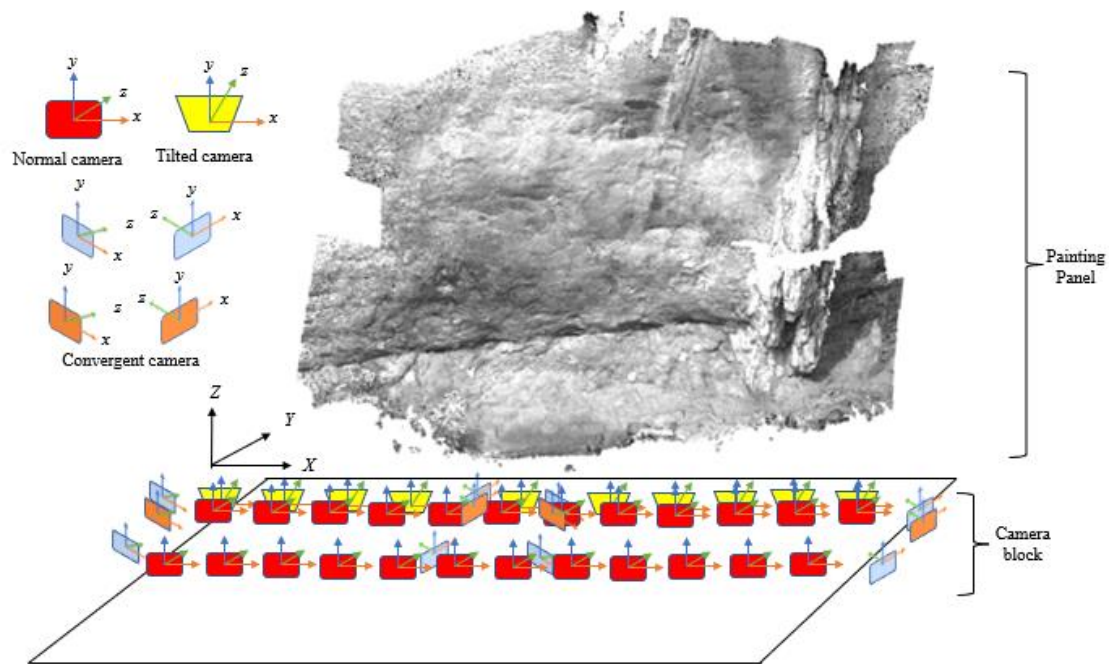 y
z
x
Normal camera
y
z
x
Tilted camera
y
z
x
y
z
x
y
z
x
y
z
x
Convergent camera
Z
Y
X
Painting
Panel
Camera
block